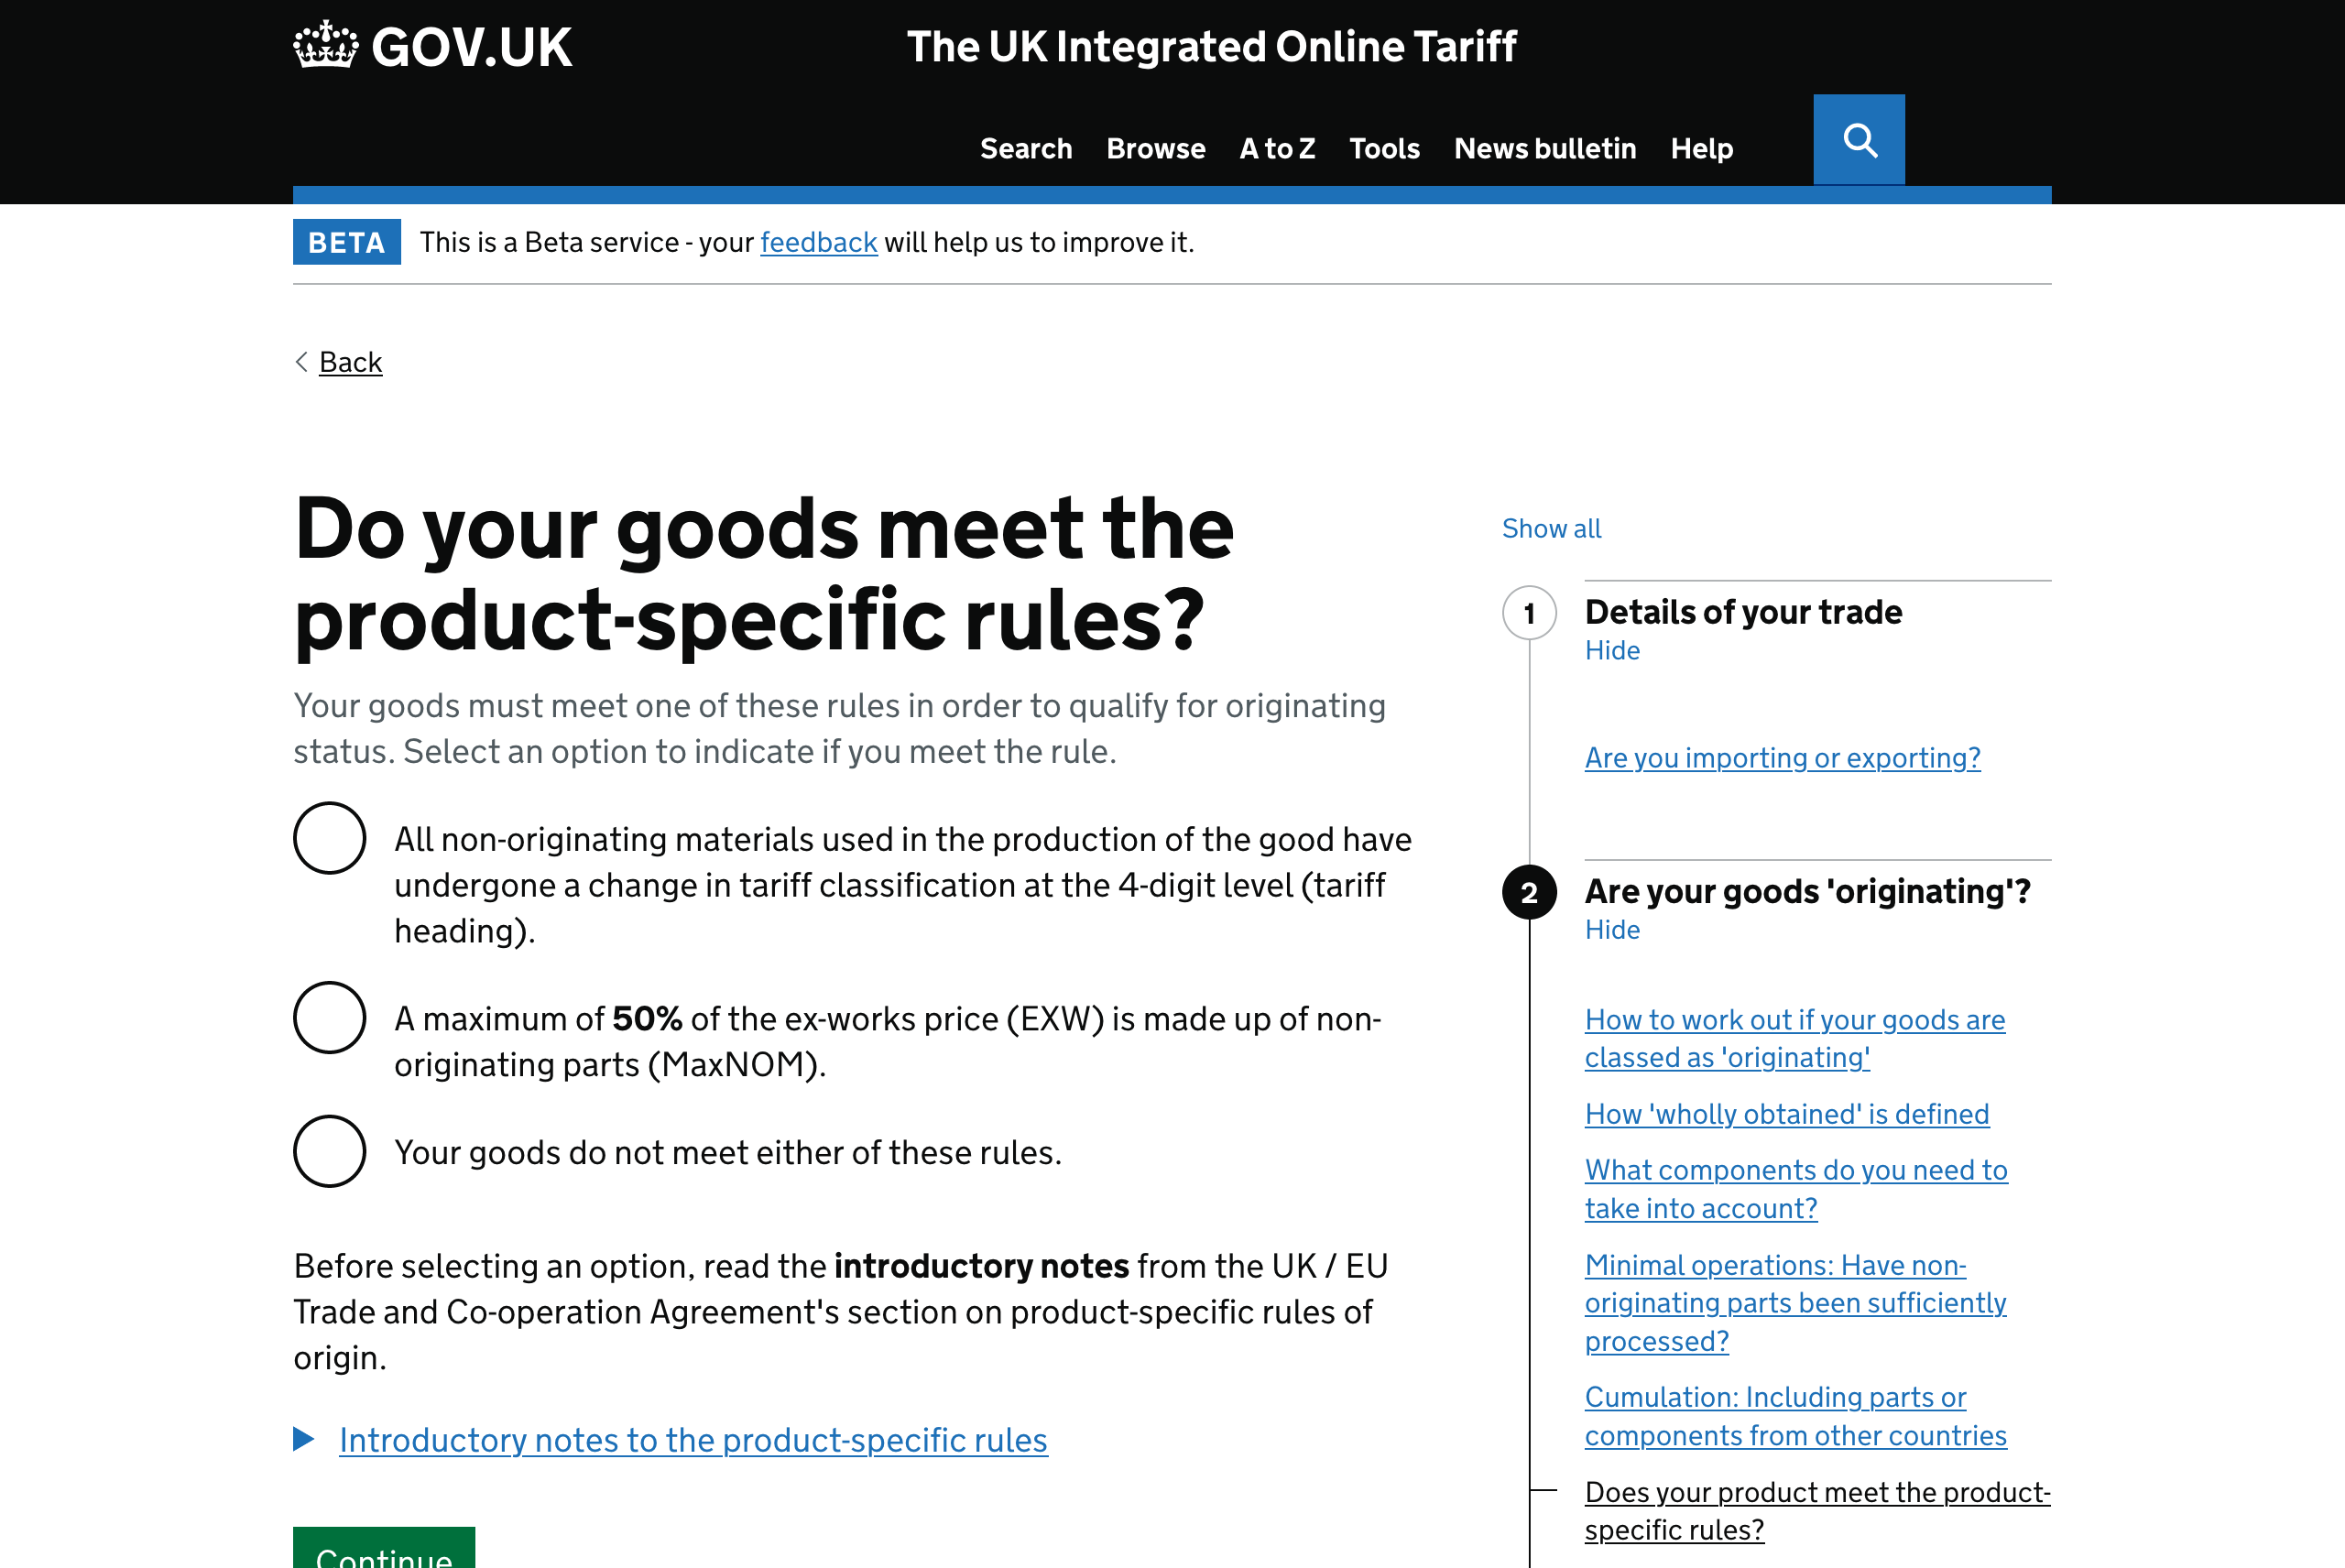 GOV.UK
The UK Integrated Online Tariff
Search Browse A to Z Tools News bulletin Help
BETA This is a Beta service - your feedback will help us to improve it.
Back
Do your goods meet the
product-specific rules?
Your goods must meet one of these rules in order to qualify for originating
status. Select an option to indicate if you meet the rule.
All non-originating materials used in the production of the good have
undergone a change in tariff classification at the 4-digit level (tariff
heading).
A maximum of 50% of the ex-works price (EXW) is made up of non-
originating parts (MaxNOM).
Your goods do not meet either of these rules.
Before selecting an option, read the introductory notes from the UK / EU
Trade and Co-operation Agreement's section on product-specific rules of
origin.
Introductory notes to the product-specific rules
Continue
Show all
1 Details of your trade
Hide
Are you importing or exporting?
2 Are your goods 'originating'?
Hide
How to work out if your goods are
classed as 'originating'
How 'wholly obtained' is defined
What components do you need to
take into account?
Minimal operations: Have non-
originating parts been sufficiently
processed?
Cumulation: Including parts or
components from other countries
Does your product meet the product-
specific rules?